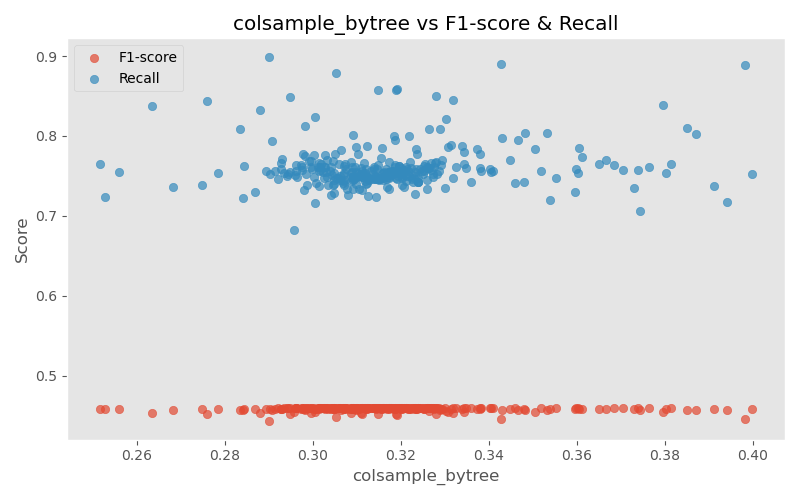 colsample_bytree vs F1-score & Recall
F1-score
Recall
Score
0.9
0.8
0.7
0.6
0.5
0.26 0.28 0.30 0.32 0.34 0.36 0.38 0.40
colsample_bytree